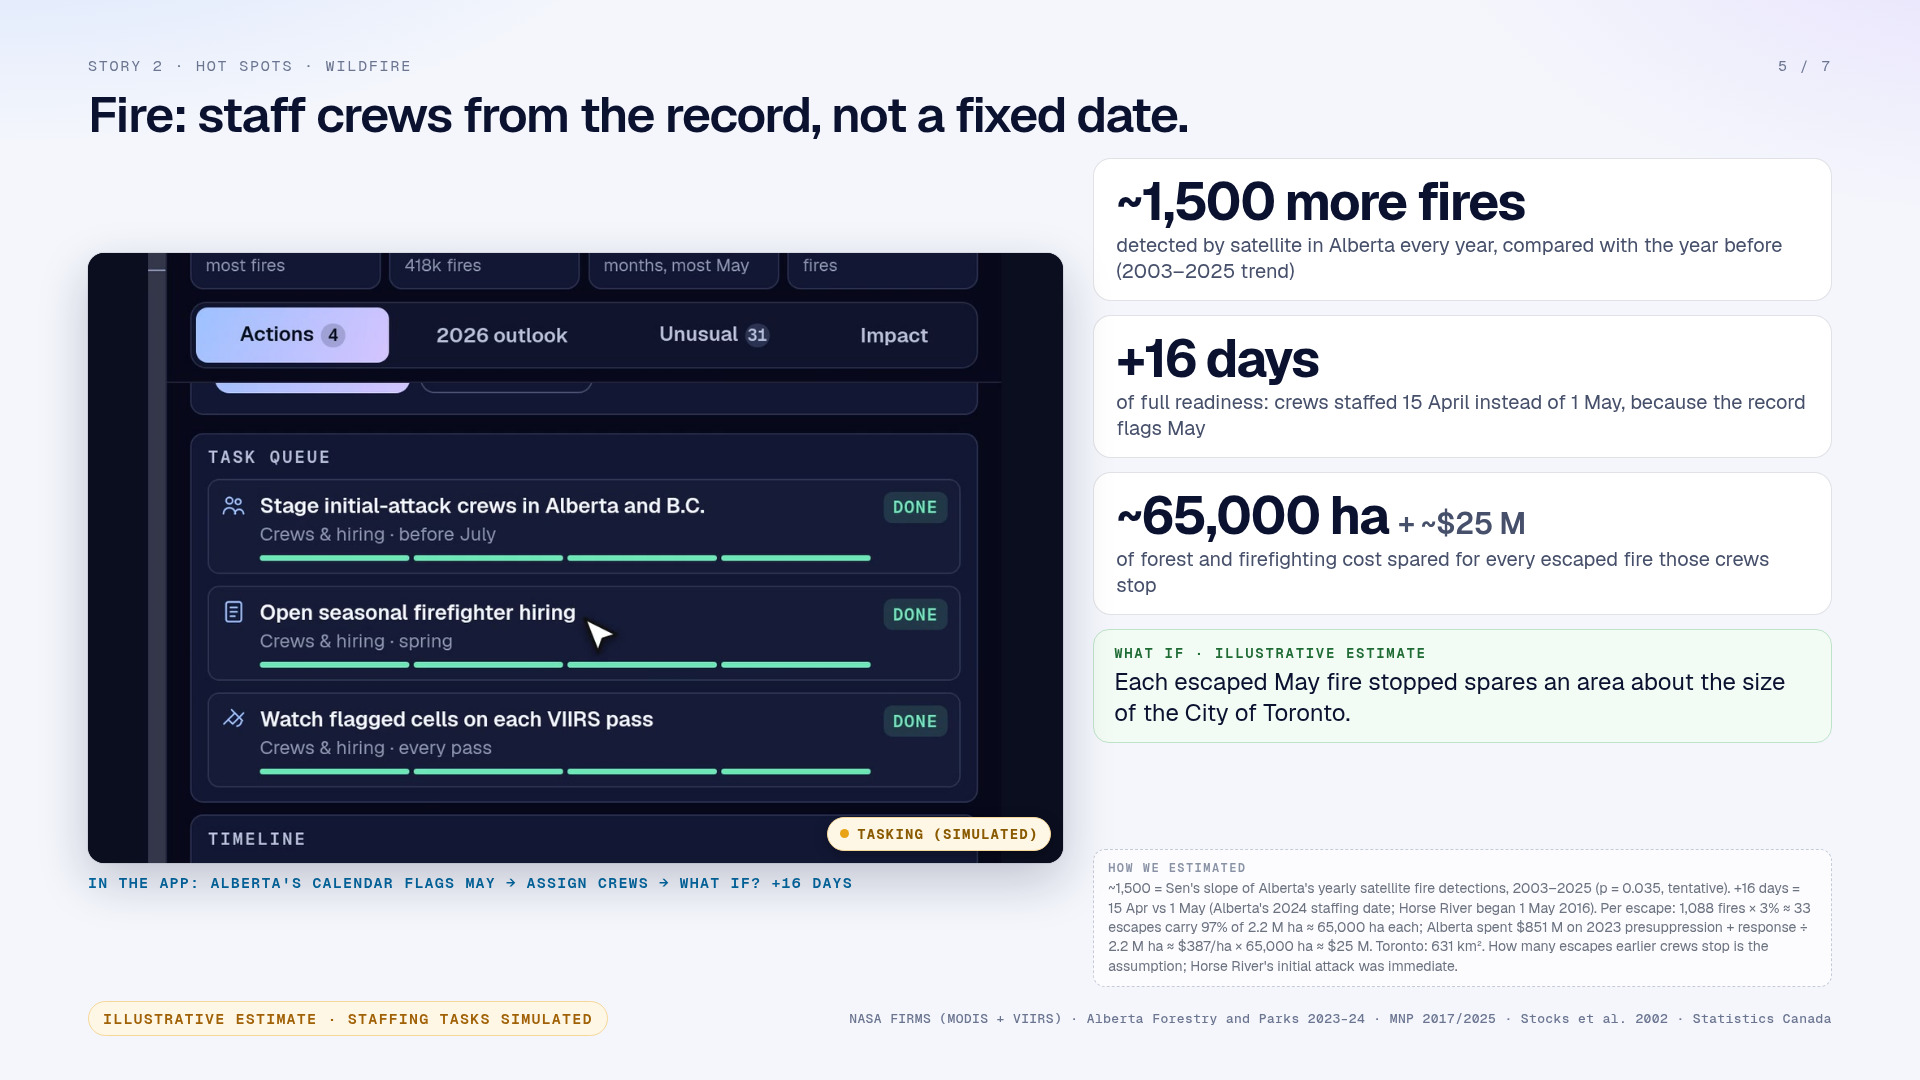 STORY 2 · HOT SPOTS · WILDFIRE
5 / 7
Fire: staff crews from the record, not a fixed date.
most fires
418k fires
months, most May
fires
Actions 4
2026 outlook
Unusual 31
Impact
TASK QUEUE
Stage initial-attack crews in Alberta and B.C.
DONE
Crews & hiring · before July
Open seasonal firefighter hiring
DONE
Crews & hiring · spring
Watch flagged cells on each VIIRS pass
DONE
Crews & hiring · every pass
TIMELINE
TASKING (SIMULATED)
IN THE APP: ALBERTA'S CALENDAR FLAGS MAY → ASSIGN CREWS → WHAT IF? +16 DAYS
~1,500 more fires
detected by satellite in Alberta every year, compared with the year before
(2003–2025 trend)
+16 days
of full readiness: crews staffed 15 April instead of 1 May, because the record
flags May
~65,000 ha + ~$25 M
of forest and firefighting cost spared for every escaped fire those crews
stop
WHAT IF · ILLUSTRATIVE ESTIMATE
Each escaped May fire stopped spares an area about the size
of the City of Toronto.
HOW WE ESTIMATED
~1,500 = Sen's slope of Alberta's yearly satellite fire detections, 2003–2025 (p = 0.035, tentative). +16 days =
15 Apr vs 1 May (Alberta's 2024 staffing date; Horse River began 1 May 2016). Per escape: 1,088 fires × 3% ≈ 33
escapes carry 97% of 2.2 M ha ≈ 65,000 ha each; Alberta spent $851 M on 2023 presuppression + response ÷
2.2 M ha ≈ $387/ha × 65,000 ha ≈ $25 M. Toronto: 631 km². How many escapes earlier crews stop is the
assumption; Horse River's initial attack was immediate.
ILLUSTRATIVE ESTIMATE · STAFFING TASKS SIMULATED
NASA FIRMS (MODIS + VIIRS) · Alberta Forestry and Parks 2023–24 · MNP 2017/2025 · Stocks et al. 2002 · Statistics Canada